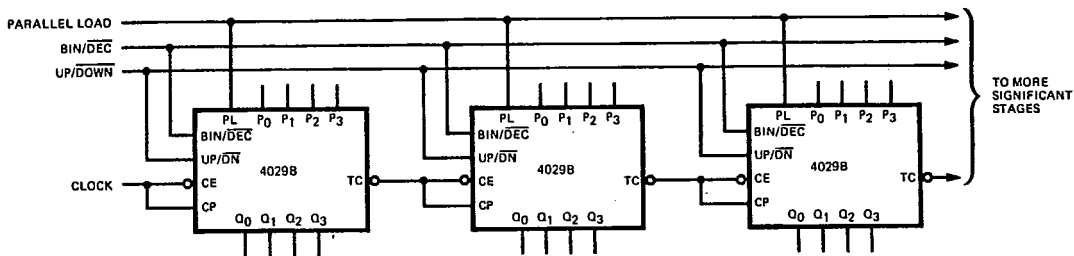 PARALLEL LOAD
BIN/DEC
UP/DOWN
TO MORE
SIGNIFICANT
STAGES
PL P0 P1 P2 P3
BIN/DEC
UP/DN
4029B
CE
TC
CP
Q0 Q1 Q2 Q3
CLOCK
PL P0 P1 P2 P3
BIN/DEC
UP/DN
4029B
CE
TC
CP
Q0 Q1 Q2 Q3
PL P0 P1 P2 P3
BIN/DEC
UP/DN
4029B
CE
TC
CP
Q0 Q1 Q2 Q3